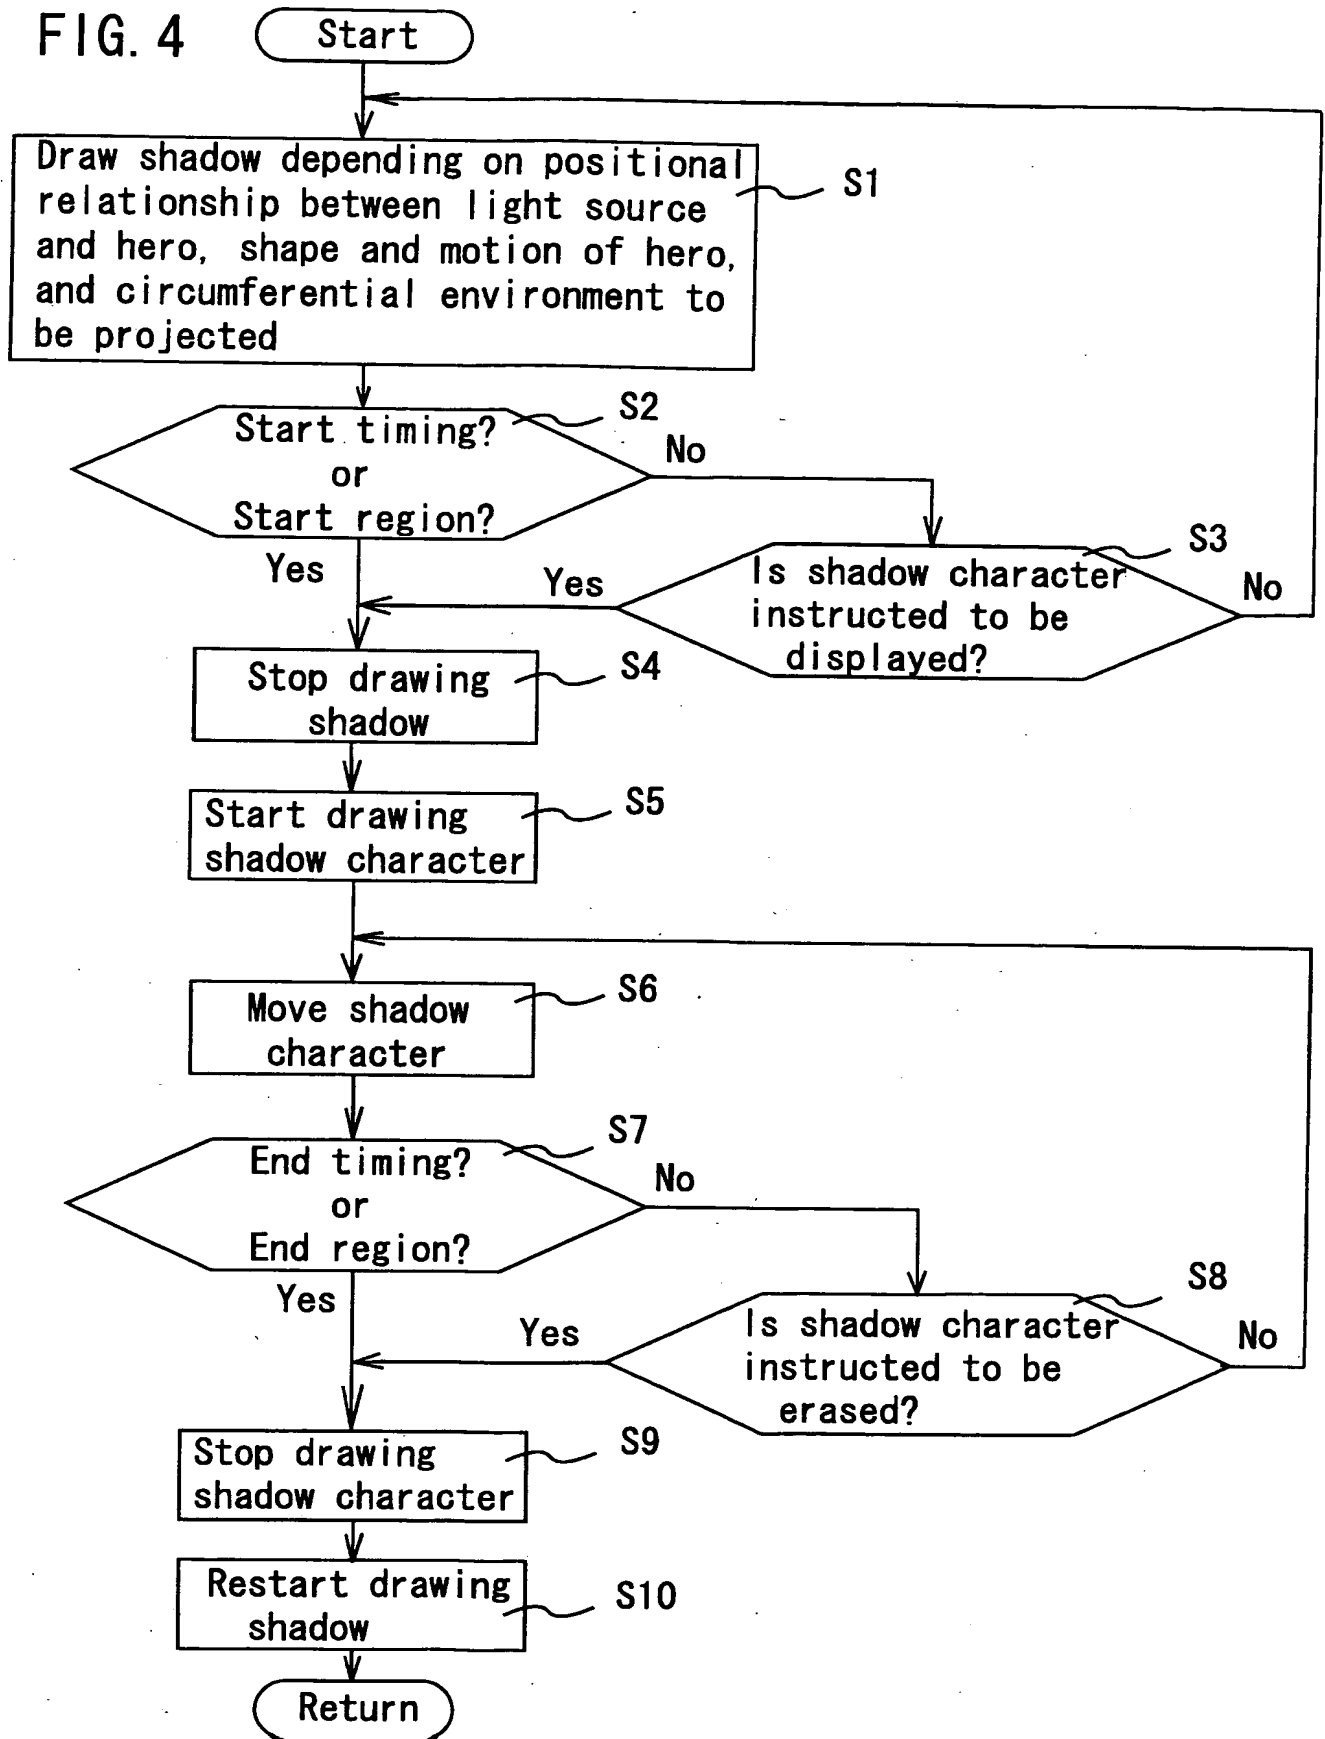 FIG. 4
Start
Draw shadow depending on positional
relationship between light source
and hero, shape and motion of hero,
and circumferential environment to
be projected
S1
S2
Start timing?
or
Start region?
No
Yes
S3
Is shadow character
instructed to be
displayed?
Yes
No
S4
Stop drawing
shadow
S5
Start drawing
shadow character
S6
Move shadow
character
S7
End timing?
or
End region?
No
Yes
S8
Is shadow character
instructed to be
erased?
Yes
No
S9
Stop drawing
shadow character
S10
Restart drawing
shadow
Return